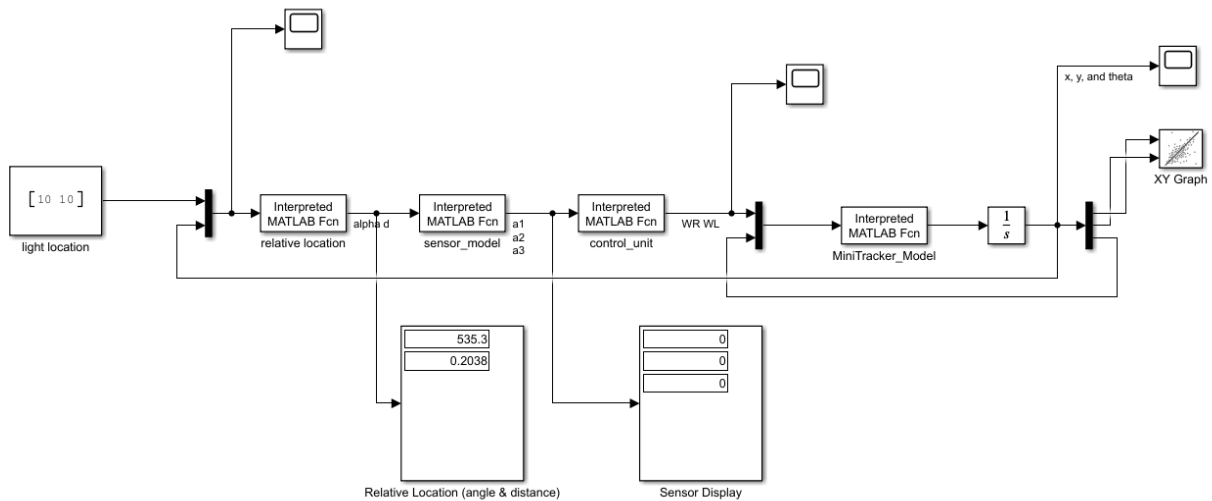 x, y, and theta
XY Graph
[10 10]
light location
Interpreted
MATLAB Fcn
relative location
alpha d
Interpreted
MATLAB Fcn
sensor_model
a1
a2
a3
Interpreted
MATLAB Fcn
control_unit
WR WL
Interpreted
MATLAB Fcn
MiniTracker_Model
1
s
535.3
0.2038
Relative Location (angle & distance)
0
0
0
Sensor Display